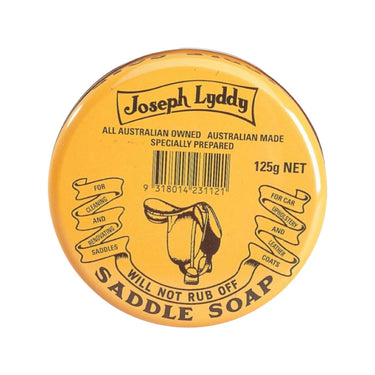 Joseph Lyddy
ALL AUSTRALIAN OWNED AUSTRALIAN MADE
SPECIALLY PREPARED
125g NET
9 318014 231121
FOR
CLEANING
AND
RENOVATING
SADDLES
FOR CAR
UPHOLSTERY
AND
LEATHER
COATS
WILL NOT RUB OFF
SADDLE SOAP